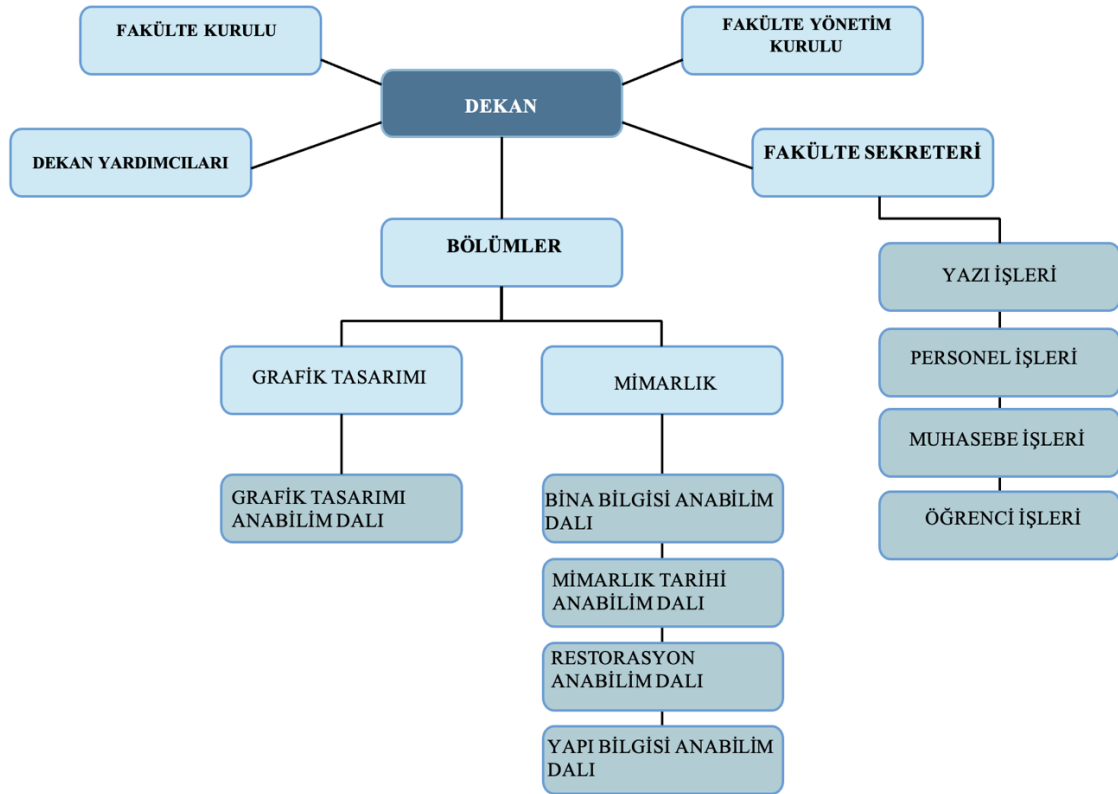 FAKÜLTE KURULU
FAKÜLTE YÖNETİM
KURULU
DEKAN
DEKAN YARDIMCILARI
FAKÜLTE SEKRETERİ
BÖLÜMLER
YAZI İŞLERİ
PERSONEL İŞLERİ
MUHASEBE İŞLERİ
ÖĞRENCİ İŞLERİ
GRAFİK TASARIMI
MİMARLIK
GRAFİK TASARIMI
ANABİLİM DALI
BİNA BİLGİSİ ANABİLİM
DALI
MİMARLIK TARİHİ
ANABİLİM DALI
RESTORASYON
ANABİLİM DALI
YAPI BİLGİSİ ANABİLİM
DALI